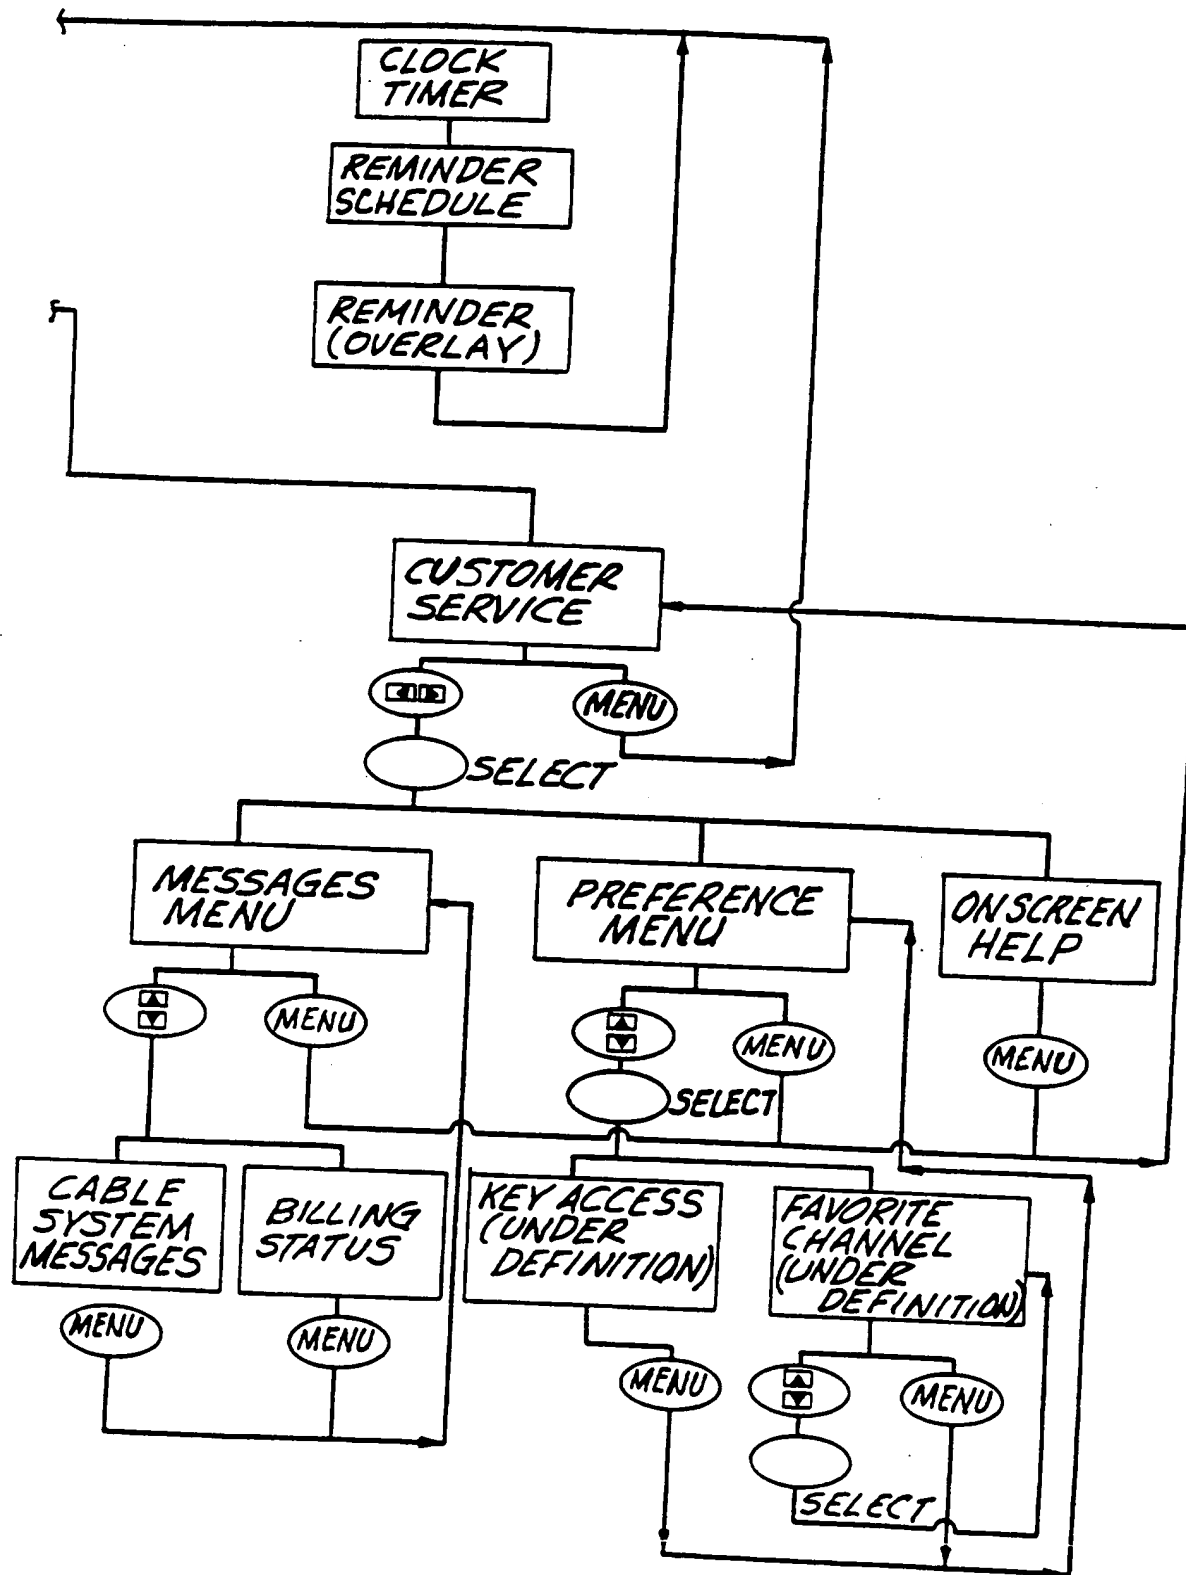 CLOCK
TIMER
REMINDER
SCHEDULE
REMINDER
(OVERLAY)
CUSTOMER
SERVICE
MENU
SELECT
MESSAGES
MENU
PREFERENCE
MENU
ON SCREEN
HELP
MENU
MENU
MENU
SELECT
CABLE
SYSTEM
MESSAGES
BILLING
STATUS
KEY ACCESS
(UNDER
DEFINITION)
FAVORITE
CHANNEL
(UNDER
DEFINITION)
MENU
MENU
MENU
MENU
SELECT